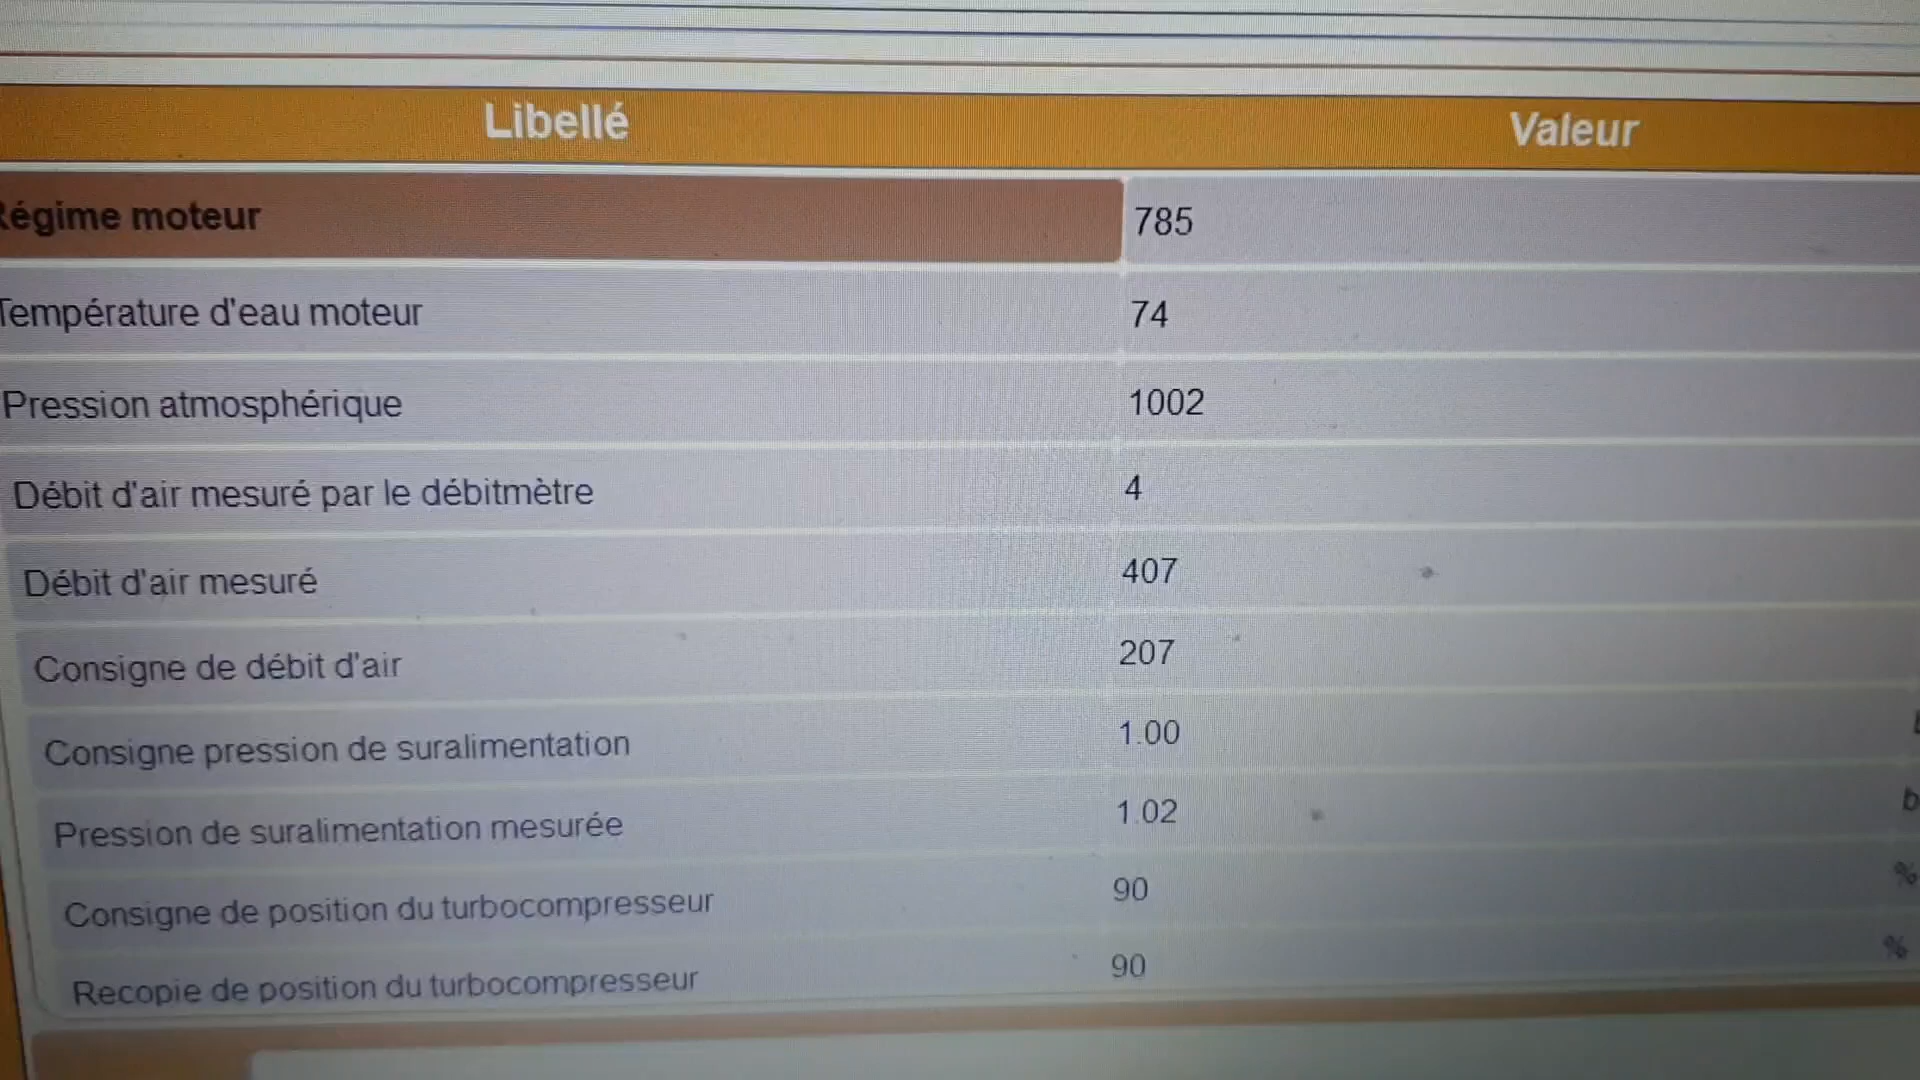 Libellé Valeur
Régime moteur 785
Température d'eau moteur 74
Pression atmosphérique 1002
Débit d'air mesuré par le débitmètre 4
Débit d'air mesuré 407
Consigne de débit d'air 207
Consigne pression de suralimentation 1.00
Pression de suralimentation mesurée 1.02 b
Consigne de position du turbocompresseur 90 %
Recopie de position du turbocompresseur 90 %